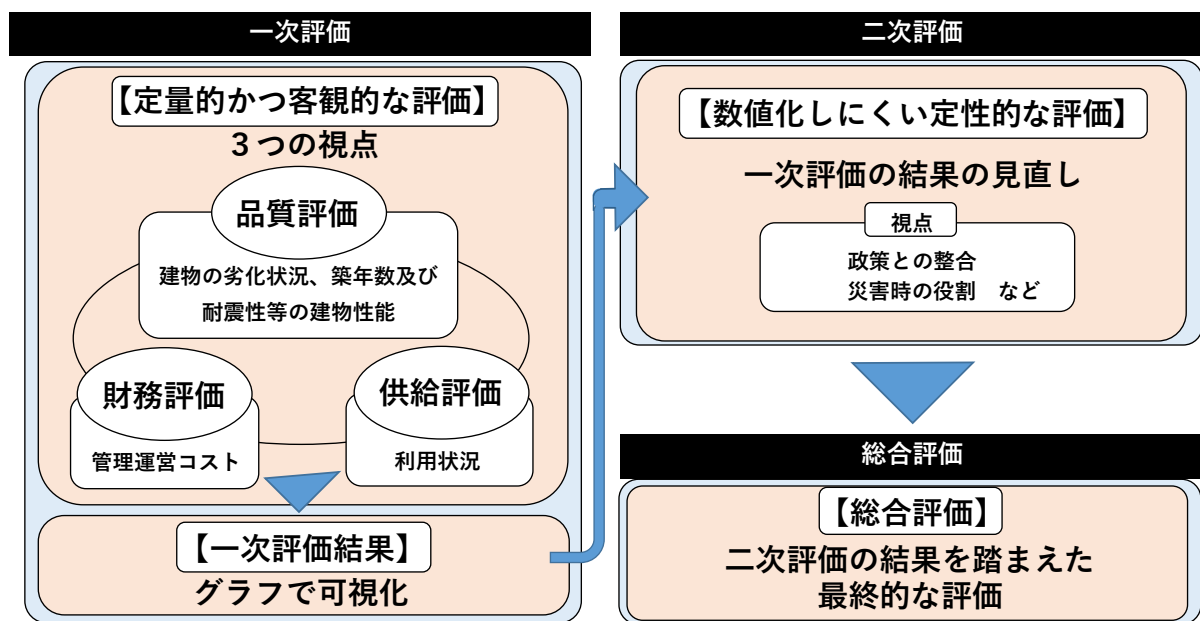 一次評価
【定量的かつ客観的な評価】
３つの視点
品質評価
建物の劣化状況、築年数及び
耐震性等の建物性能
財務評価
管理運営コスト
供給評価
利用状況
【一次評価結果】
グラフで可視化
二次評価
【数値化しにくい定性的な評価】
一次評価の結果の見直し
視点
政策との整合
災害時の役割　など
総合評価
【総合評価】
二次評価の結果を踏まえた
最終的な評価